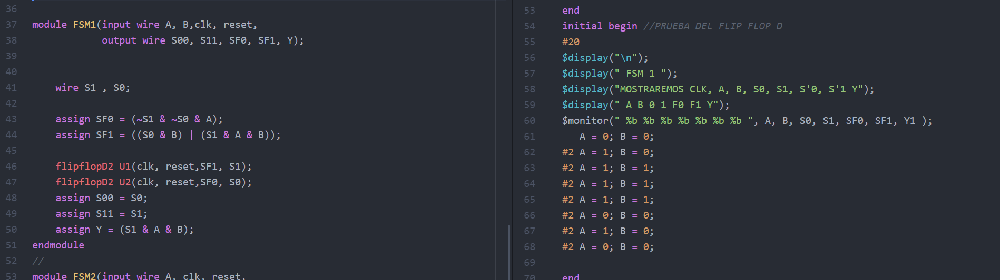 36
37 module FSM1(input wire A, B,clk, reset,
38 output wire S00, S11, SF0, SF1, Y);
39
40
41 wire S1 , S0;
42
43 assign SF0 = (~S1 & ~S0 & A);
44 assign SF1 = ((S0 & B) | (S1 & A & B));
45
46 flipflopD2 U1(clk, reset,SF1, S1);
47 flipflopD2 U2(clk, reset,SF0, S0);
48 assign S00 = S0;
49 assign S11 = S1;
50 assign Y = (S1 & A & B);
51 endmodule
52 //
53 module FSM2(input wire A, clk, reset,
53 end
54 initial begin //PRUEBA DEL FLIP FLOP D
55 #20
56 $display("\n");
57 $display(" FSM 1 ");
58 $display("MOSTRAREMOS CLK, A, B, S0, S1, S'0, S'1 Y");
59 $display(" A B 0 1 F0 F1 Y");
60 $monitor(" %b %b %b %b %b %b %b ", A, B, S0, S1, SF0, SF1, Y1 );
61 A = 0; B = 0;
62 #2 A = 1; B = 0;
63 #2 A = 1; B = 1;
64 #2 A = 1; B = 1;
65 #2 A = 1; B = 1;
66 #2 A = 0; B = 0;
67 #2 A = 1; B = 0;
68 #2 A = 0; B = 0;
69
70 end